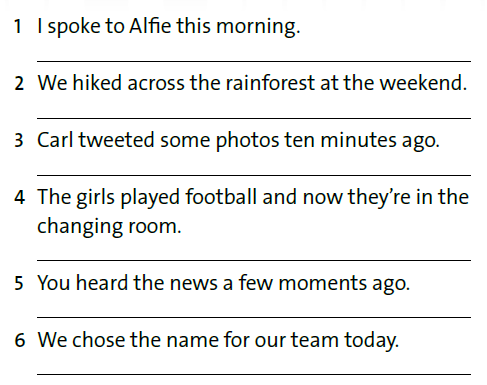 1 I spoke to Alfie this morning.
2 We hiked across the rainforest at the weekend.
3 Carl tweeted some photos ten minutes ago.
4 The girls played football and now they're in the
changing room.
5 You heard the news a few moments ago.
6 We chose the name for our team today.